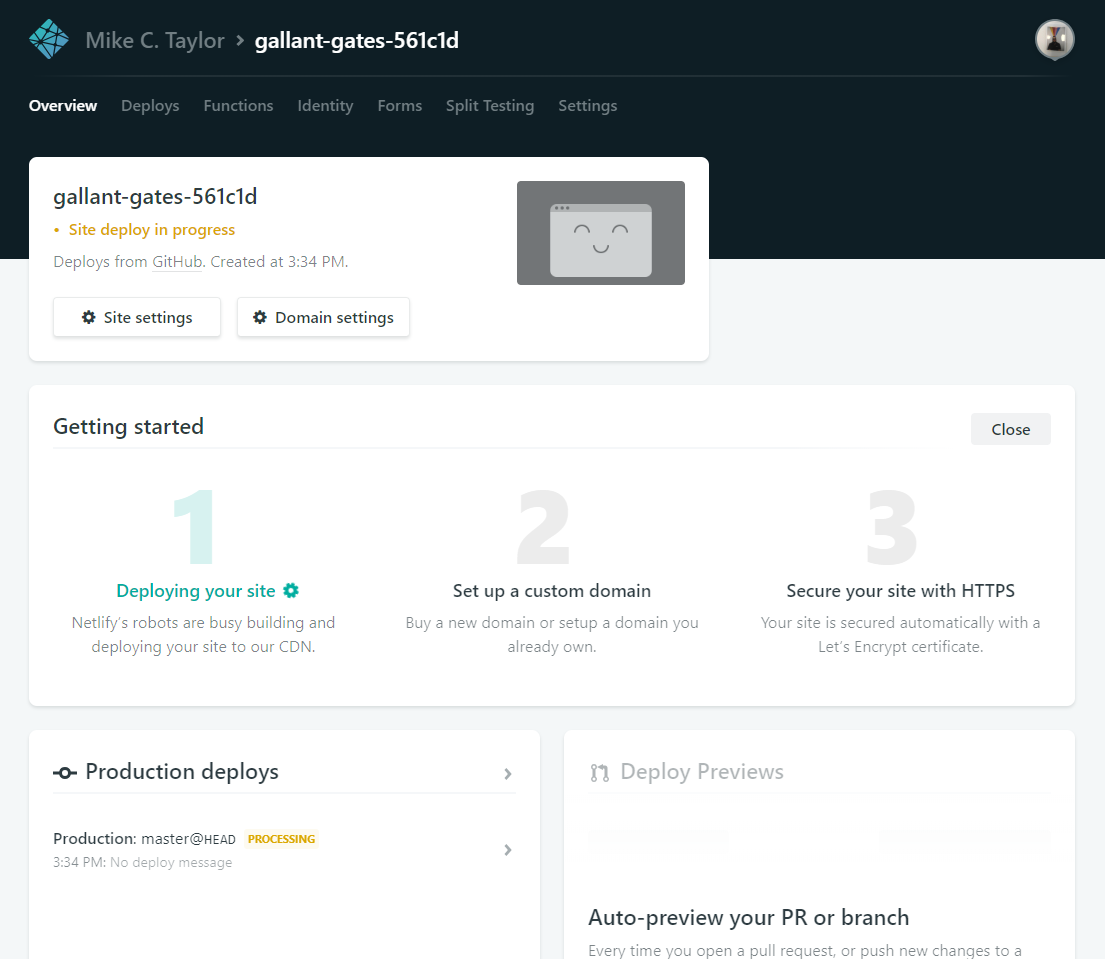 Mike C. Taylor > gallant-gates-561c1d
Overview Deploys Functions Identity Forms Split Testing Settings
gallant-gates-561c1d
• Site deploy in progress
Deploys from GitHub. Created at 3:34 PM.
Site settings Domain settings
Getting started
Close
1
Deploying your site
Netlify's robots are busy building and
deploying your site to our CDN.
2
Set up a custom domain
Buy a new domain or setup a domain you
already own.
3
Secure your site with HTTPS
Your site is secured automatically with a
Let's Encrypt certificate.
Production deploys
Production: master@HEAD PROCESSING
3:34 PM: No deploy message
Deploy Previews
Auto-preview your PR or branch
Every time you open a pull request, or push new changes to a